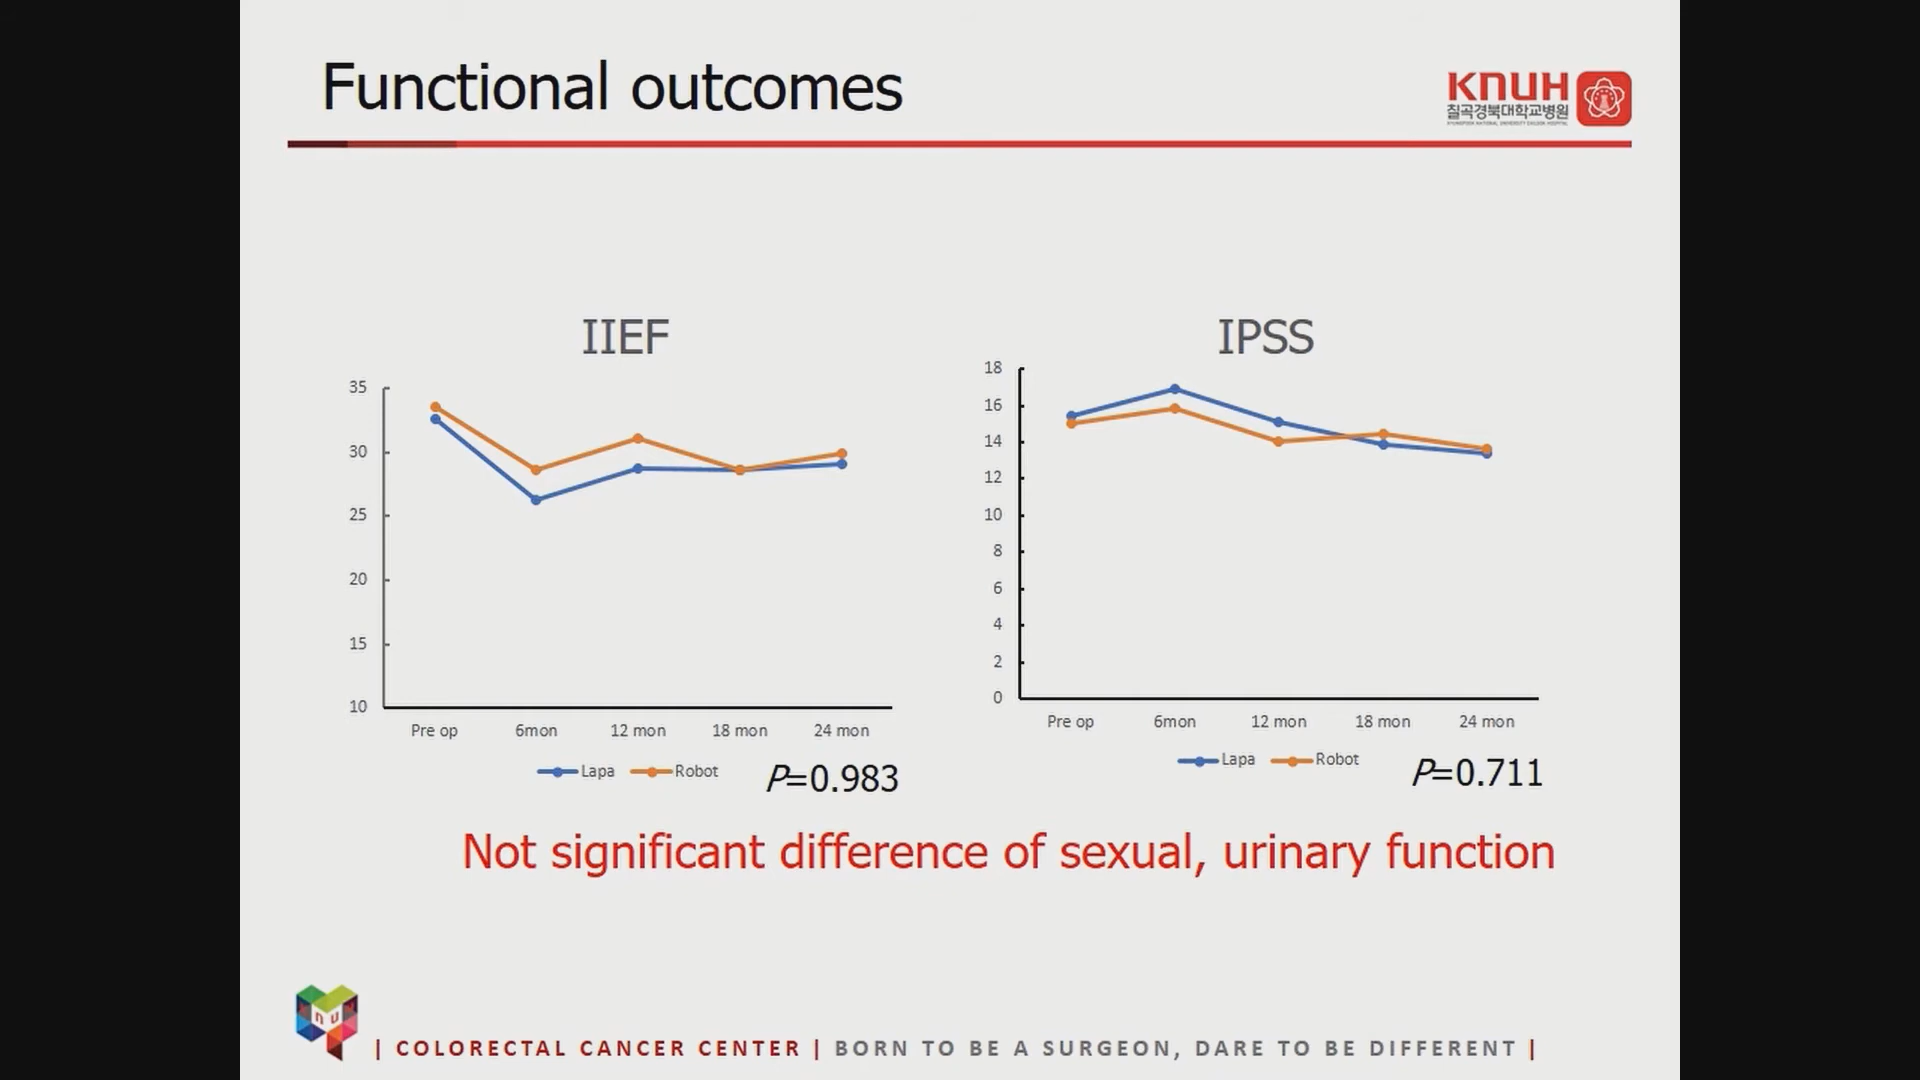 Functional outcomes
KNUH
칠곡경북대학교병원
IIEF
35
30
25
20
15
10
Pre op 6mon 12 mon 18 mon 24 mon
Lapa Robot
P=0.983
IPSS
18
16
14
12
10
8
6
4
2
0
Pre op 6mon 12 mon 18 mon 24 mon
Lapa Robot
P=0.711
Not significant difference of sexual, urinary function
| COLORECTAL CANCER CENTER | BORN TO BE A SURGEON, DARE TO BE DIFFERENT |